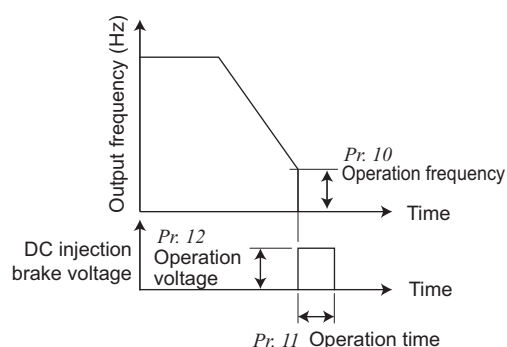 Output frequency (Hz)
Pr. 10
Operation frequency
Time
DC injection
brake voltage
Pr. 12
Operation
voltage
Time
Pr. 11 Operation time